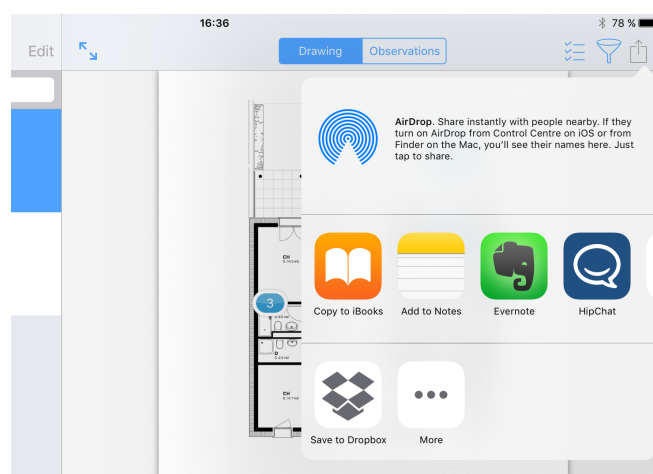 16:36
78 %
Edit
Drawing
Observations
AirDrop. Share instantly with people nearby. If they
turn on AirDrop from Control Centre on iOS or from
Finder on the Mac, you'll see their names here. Just
tap to share.
CH
3
Copy to iBooks
Add to Notes
Evernote
HipChat
D
CH
Save to Dropbox
More